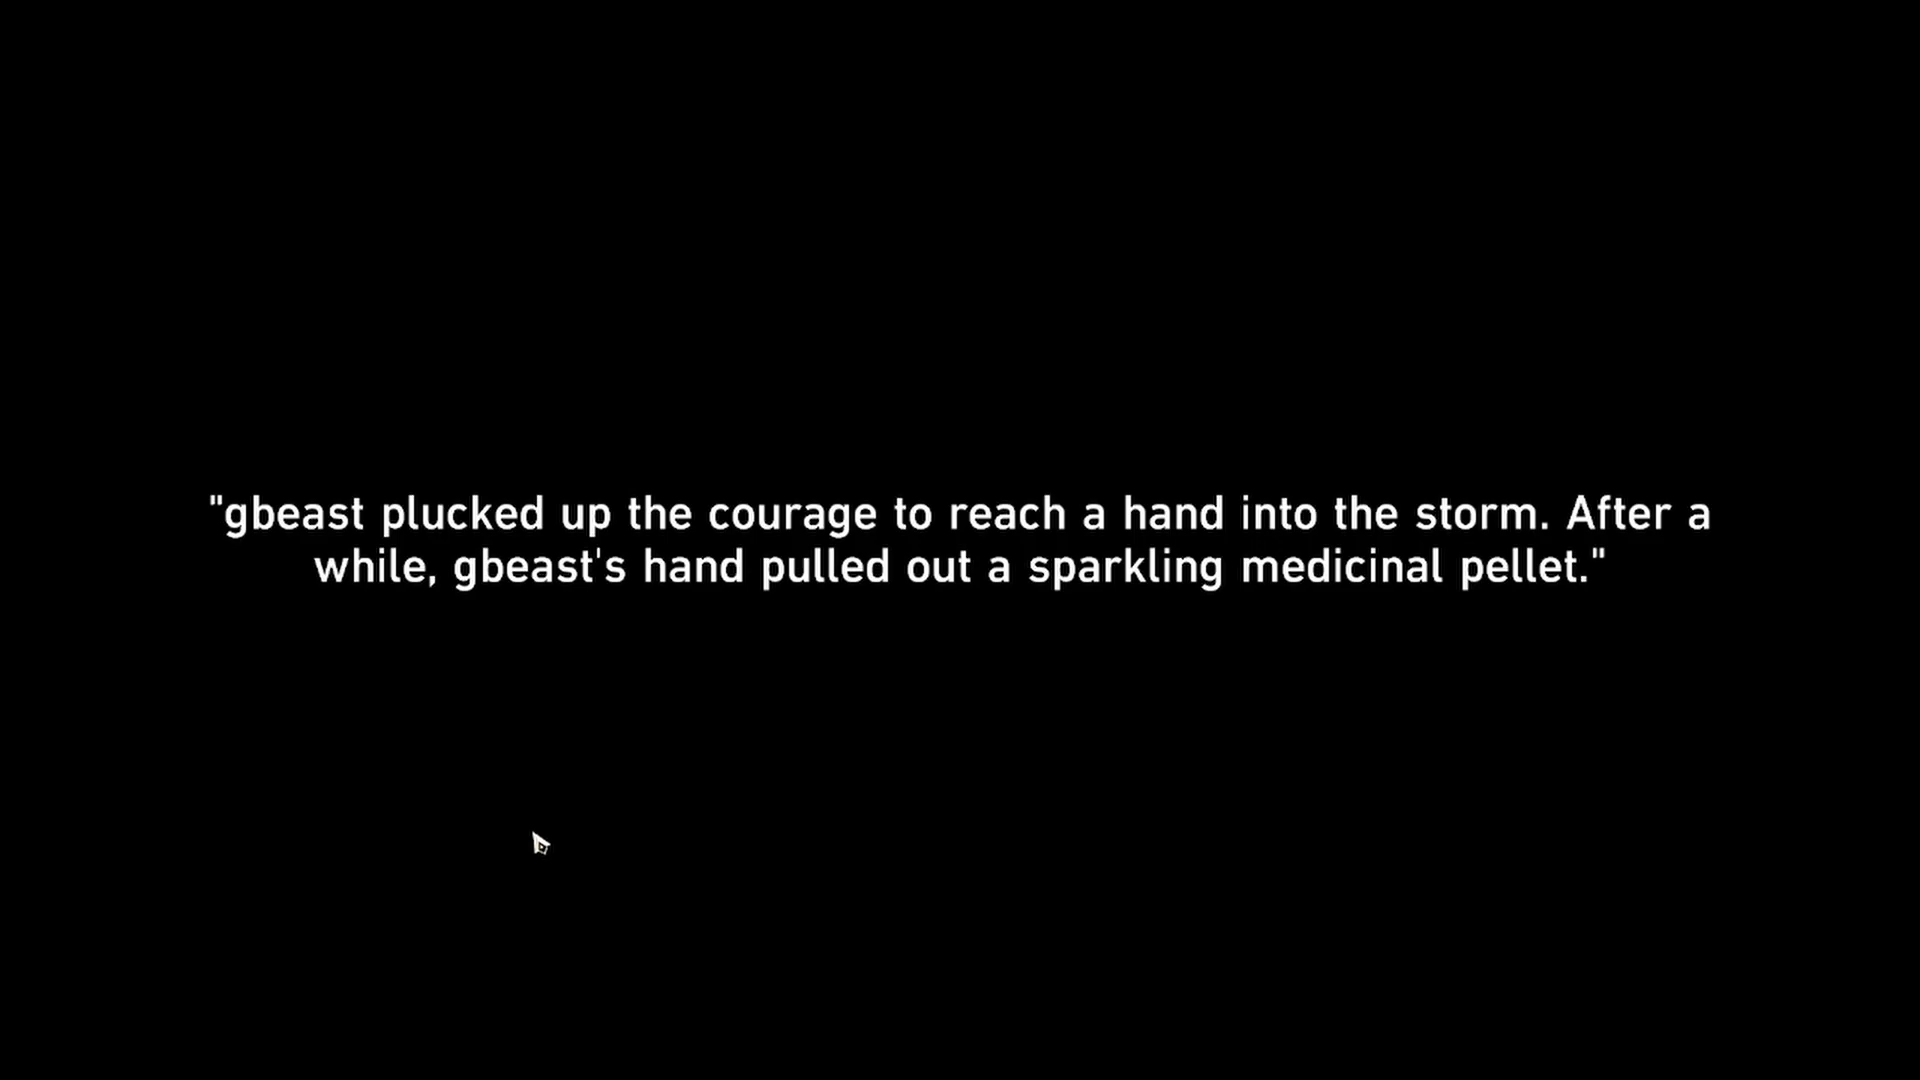 "gbeast plucked up the courage to reach a hand into the storm. After a
while, gbeast's hand pulled out a sparkling medicinal pellet."